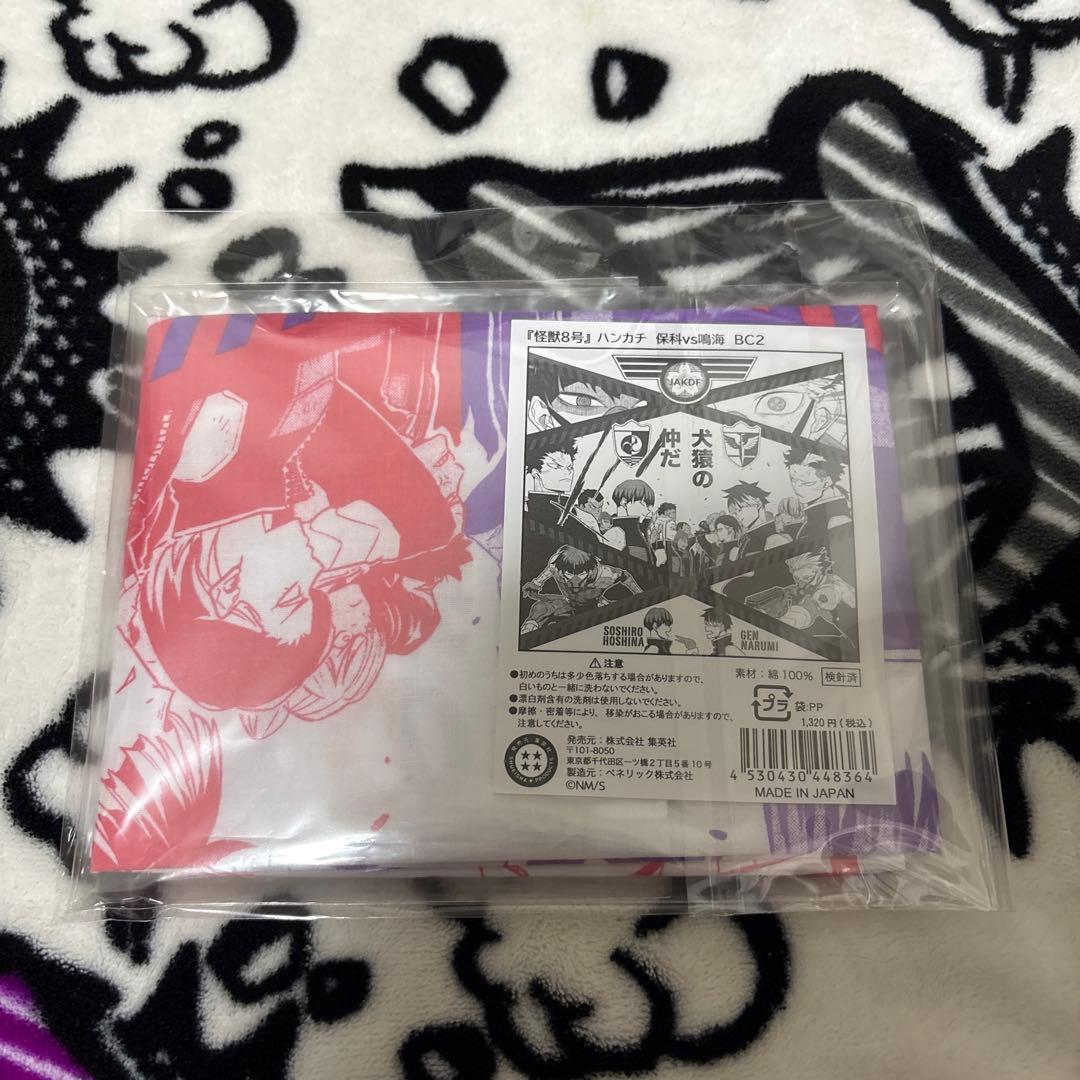 『怪獣8号』ハンカチ 保科vs鳴海 BC2
JAKDF
犬猿の
仲だ
SOSHIRO
HOSHINA
GEN
NARUMI
⚠注意
●初めのうちは多少色落ちする場合がありますので、
白いものと一緒に洗わないでください。
●漂白剤含有の洗剤は使用しないでください。
●摩擦・密着等により、移染がおこる場合がありますので、
注意してください。
発売元：株式会社 集英社
〒101-8050
東京都千代田区一ツ橋2丁目5番10号
製造元：ベネリック株式会社
©NM/S
素材：綿100% 検針済
プラ 袋:PP
1,320円(税込)
4 530430 448364
MADE IN JAPAN